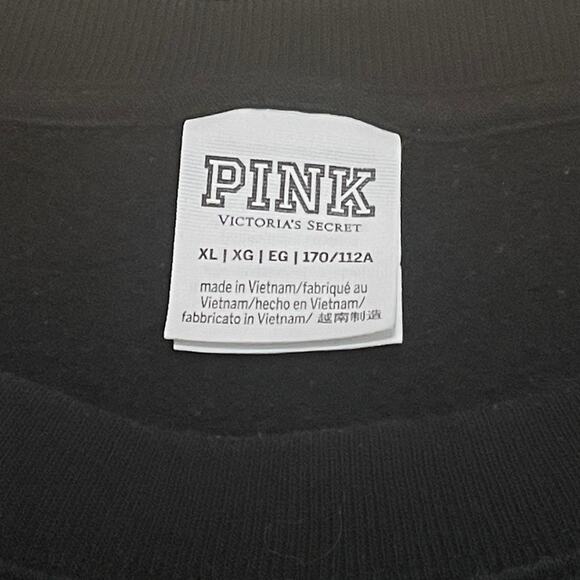 PINK
VICTORIA'S SECRET
XL | XG | EG | 170/112A
made in Vietnam/fabriqué au
Vietnam/hecho en Vietnam/
fabbricato in Vietnam/ 越南制造